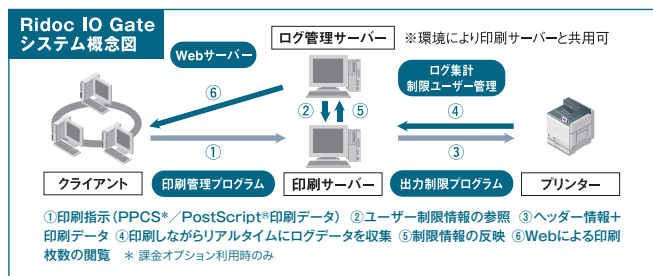 Ridoc IO Gate
システム概念図
ログ管理サーバー ※環境により印刷サーバーと共用可
Webサーバー
ログ集計
制限ユーザー管理
⑥
② ⑤
④
①
③
クライアント 印刷管理プログラム 印刷サーバー 出力制限プログラム プリンター
①印刷指示(PPCS*／PostScript®印刷データ) ②ユーザー制限情報の参照 ③ヘッダー情報+
印刷データ ④印刷しながらリアルタイムにログデータを収集 ⑤制限情報の反映 ⑥Webによる印刷
枚数の閲覧 ＊ 課金オプション利用時のみ